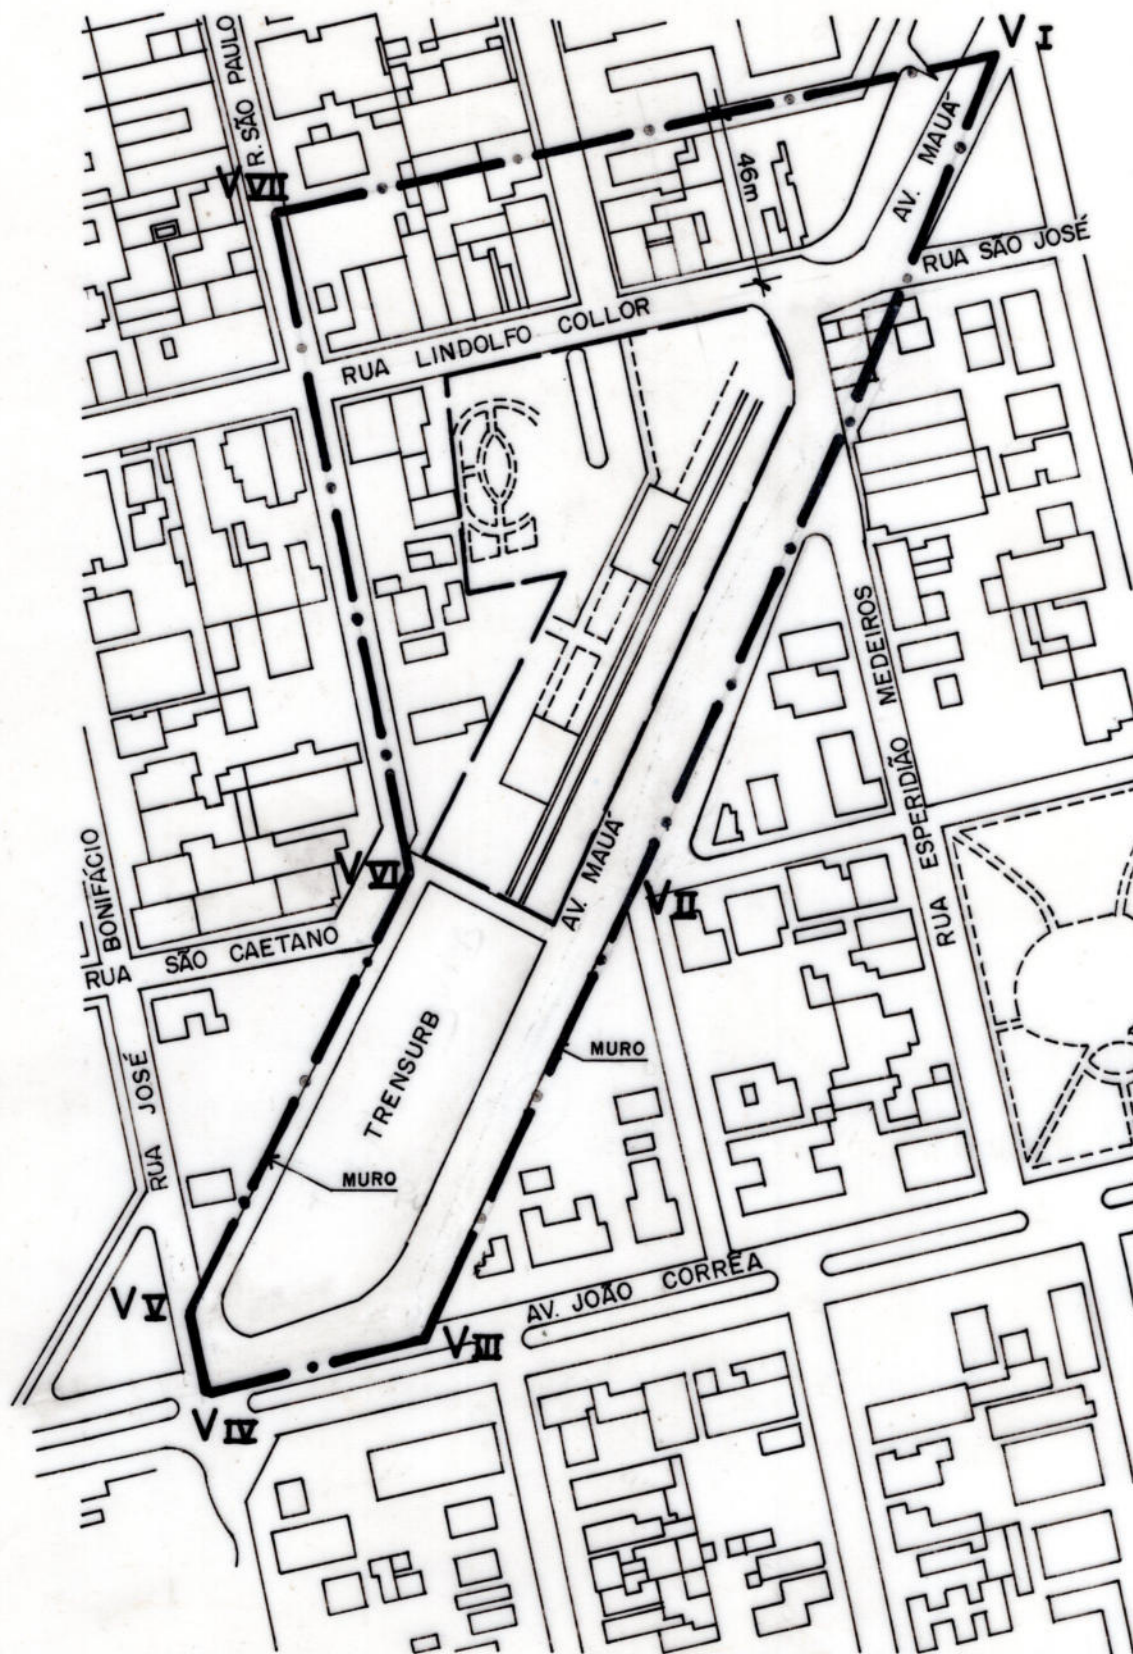 V I
R. SÃO PAULO
V VII
46m
AV. MAUÁ
RUA SÃO JOSÉ
RUA LINDOLFO COLLOR
RUA ESPERIDIÃO MEDEIROS
AV. MAUÁ
V VI
V II
RUA JOSÉ BONIFÁCIO
RUA SÃO CAETANO
MURO
TRENSURB
MURO
V V
AV. JOÃO CORRÊA
V III
V IV